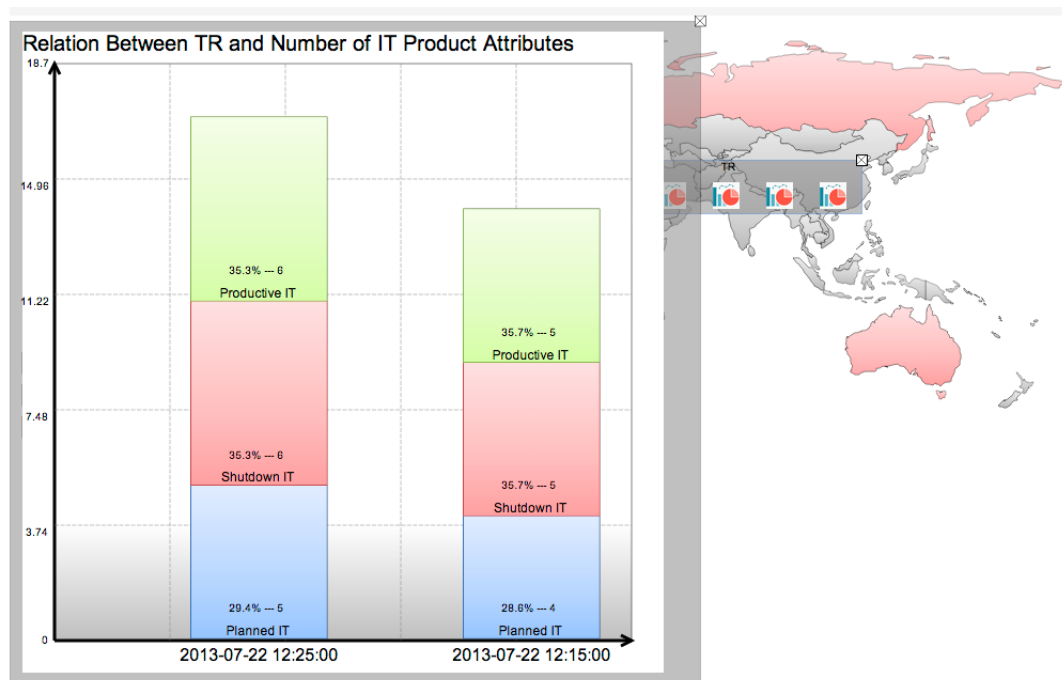 Relation Between TR and Number of IT Product Attributes
18.7
14.96
11.22
7.48
3.74
0
35.3% --- 6
Productive IT
35.3% --- 6
Shutdown IT
29.4% --- 5
Planned IT
2013-07-22 12:25:00
35.7% --- 5
Productive IT
35.7% --- 5
Shutdown IT
28.6% --- 4
Planned IT
2013-07-22 12:15:00
TR